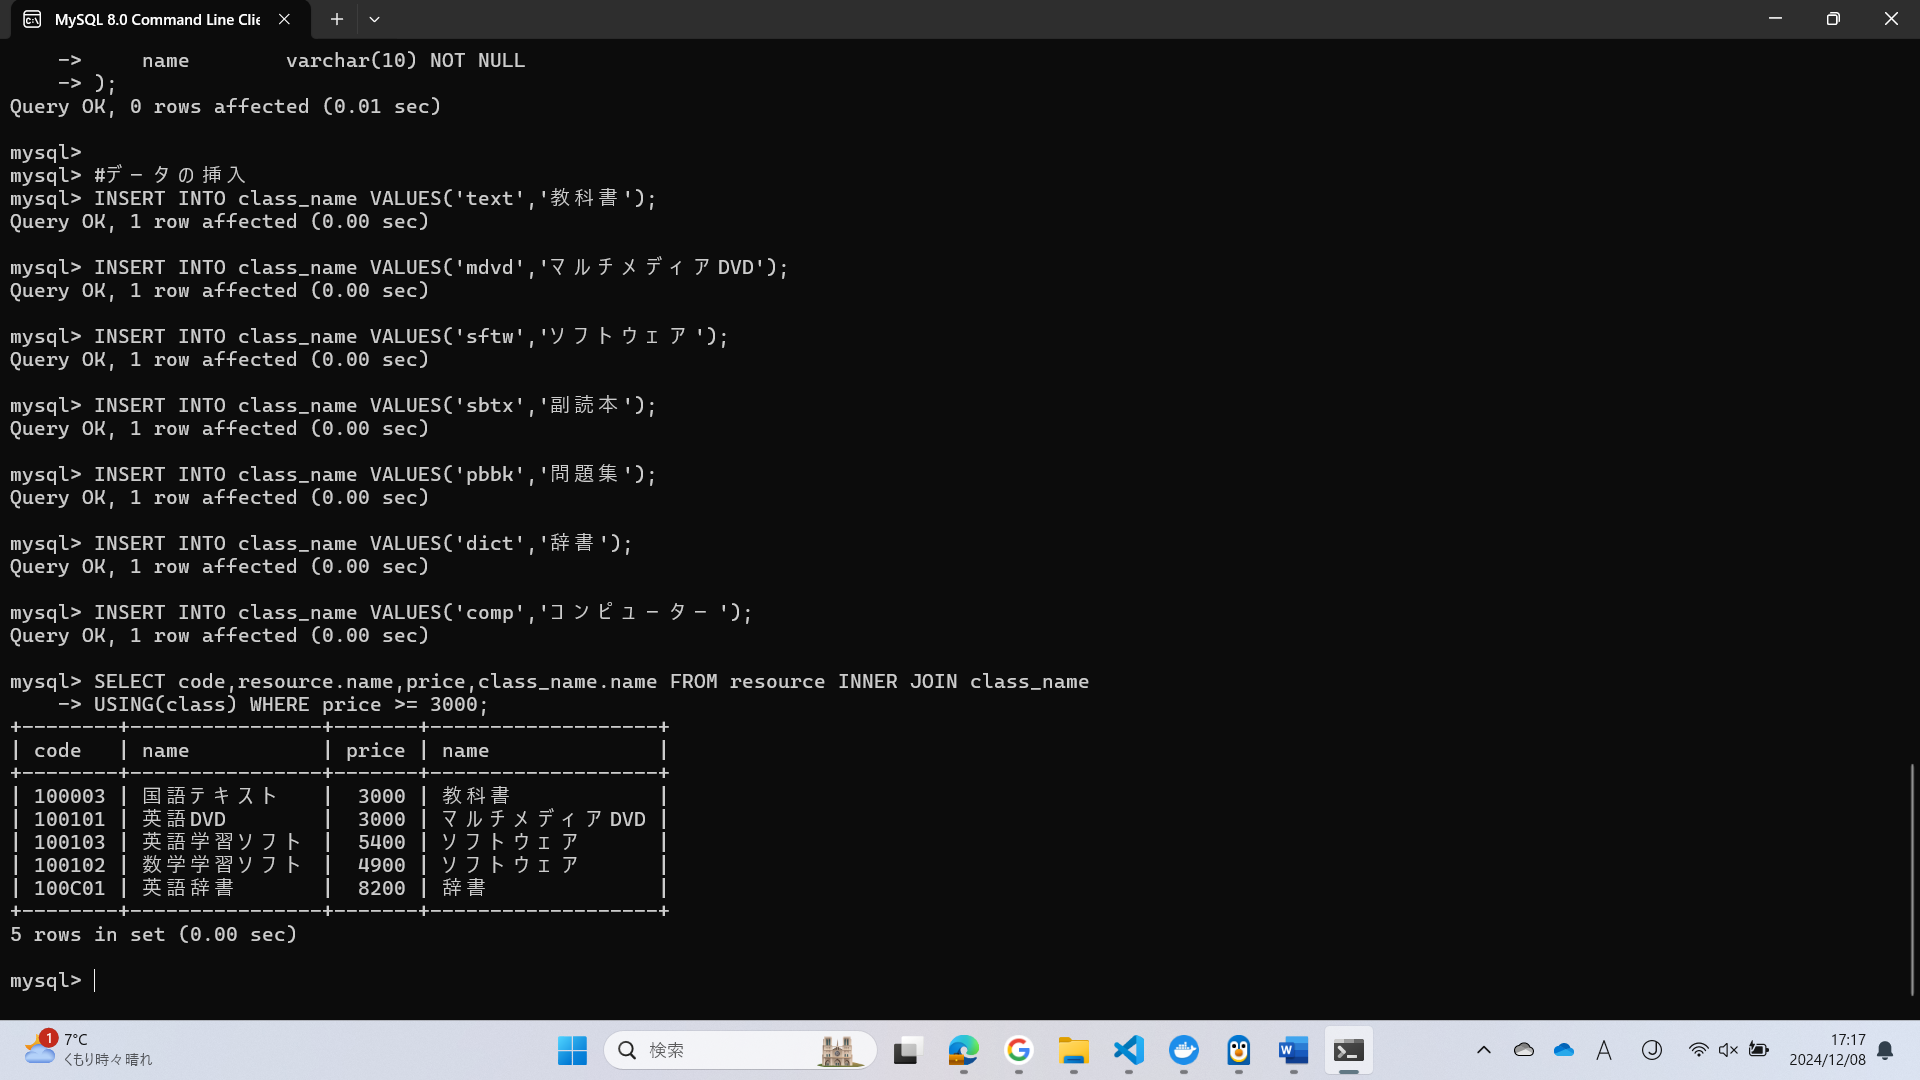 MySQL 8.0 Command Line Clie
    ->     name        varchar(10) NOT NULL
    -> );
Query OK, 0 rows affected (0.01 sec)
mysql>
mysql> #データの挿入
mysql> INSERT INTO class_name VALUES('text','教科書');
Query OK, 1 row affected (0.00 sec)
mysql> INSERT INTO class_name VALUES('mdvd','マルチメディアDVD');
Query OK, 1 row affected (0.00 sec)
mysql> INSERT INTO class_name VALUES('sftw','ソフトウェア');
Query OK, 1 row affected (0.00 sec)
mysql> INSERT INTO class_name VALUES('sbtx','副読本');
Query OK, 1 row affected (0.00 sec)
mysql> INSERT INTO class_name VALUES('pbbk','問題集');
Query OK, 1 row affected (0.00 sec)
mysql> INSERT INTO class_name VALUES('dict','辞書');
Query OK, 1 row affected (0.00 sec)
mysql> INSERT INTO class_name VALUES('comp','コンピューター');
Query OK, 1 row affected (0.00 sec)
mysql> SELECT code,resource.name,price,class_name.name FROM resource INNER JOIN class_name
    -> USING(class) WHERE price >= 3000;
+--------+----------------+-------+-------------------+
| code   | name           | price | name              |
+--------+----------------+-------+-------------------+
| 100003 | 国語テキスト   |  3000 | 教科書            |
| 100101 | 英語DVD        |  3000 | マルチメディアDVD |
| 100103 | 英語学習ソフト |  5400 | ソフトウェア      |
| 100102 | 数学学習ソフト |  4900 | ソフトウェア      |
| 100C01 | 英語辞書       |  8200 | 辞書              |
+--------+----------------+-------+-------------------+
5 rows in set (0.00 sec)
mysql>
1
7°C
くもり時々晴れ
検索
A
17:17
2024/12/08